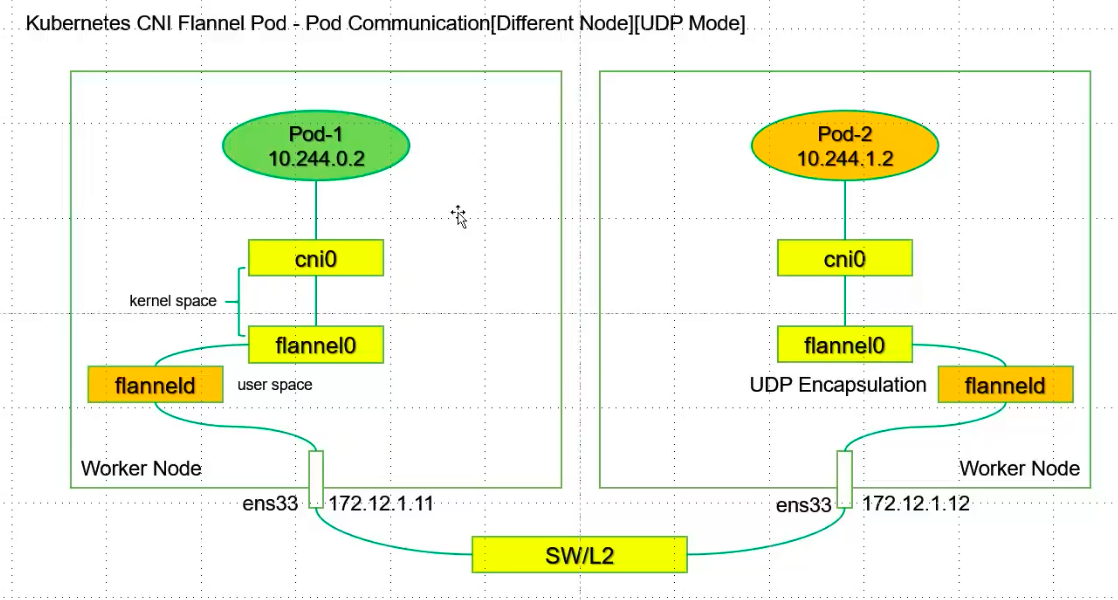 Kubernetes CNI Flannel Pod - Pod Communication[Different Node][UDP Mode]
Pod-1
10.244.0.2
cni0
kernel space
flannel0
flanneld
user space
Worker Node
ens33
172.12.1.11
Pod-2
10.244.1.2
cni0
flannel0
UDP Encapsulation
flanneld
Worker Node
ens33
172.12.1.12
SW/L2